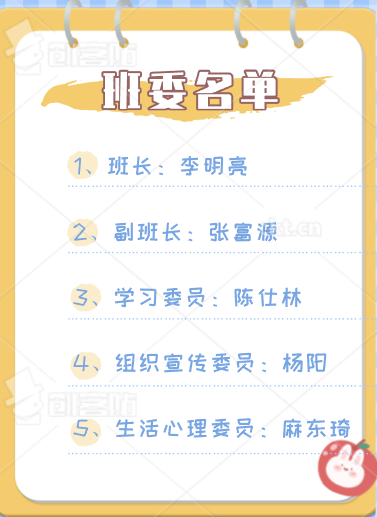 班委名单
1、班长：李明亮
2、副班长：张富源
3、学习委员：陈仕林
4、组织宣传委员：杨阳
5、生活心理委员：麻东琦